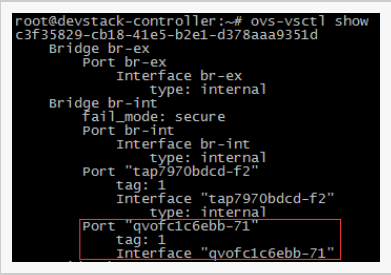 root@devstack-controller:~# ovs-vsctl show
c3f35829-cb18-41e5-b2e1-d378aaa9351d
Bridge br-ex
Port br-ex
Interface br-ex
type: internal
Bridge br-int
fail_mode: secure
Port br-int
Interface br-int
type: internal
Port "tap7970bdcd-f2"
tag: 1
Interface "tap7970bdcd-f2"
type: internal
Port "qvofc1c6ebb-71"
tag: 1
Interface "qvofc1c6ebb-71"